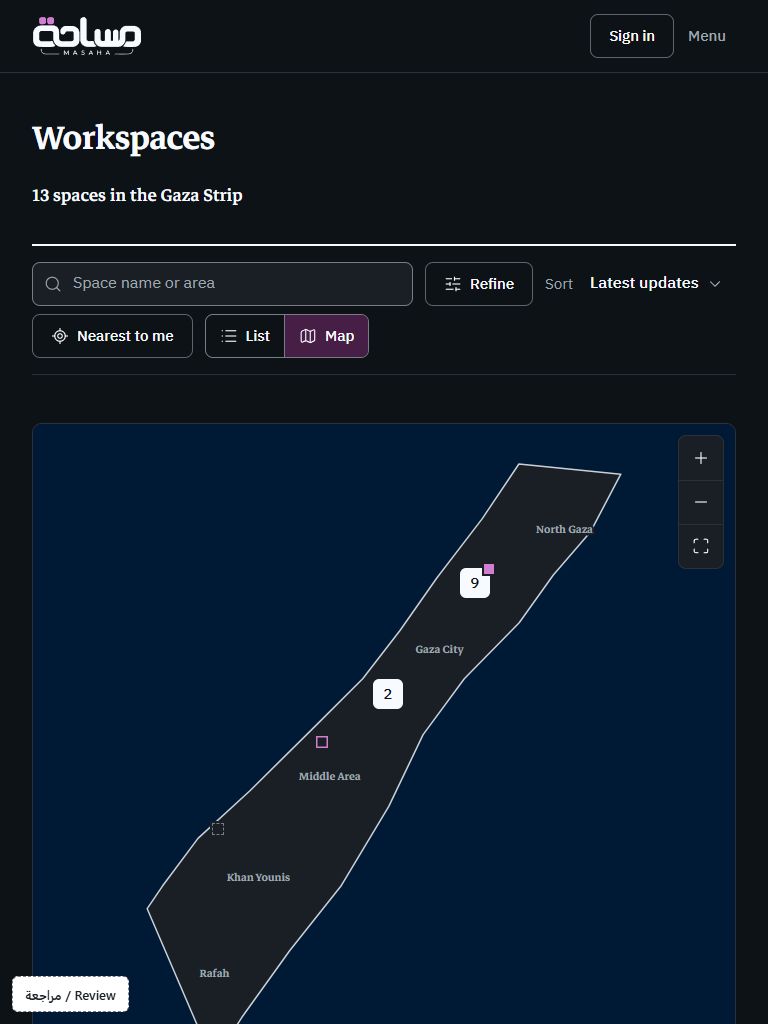 مساحة
MASAHA
Sign in
Menu
Workspaces
13 spaces in the Gaza Strip
Space name or area
Refine
Sort
Latest updates
Nearest to me
List
Map
North Gaza
9
Gaza City
2
Middle Area
Khan Younis
Rafah
مراجعة / Review